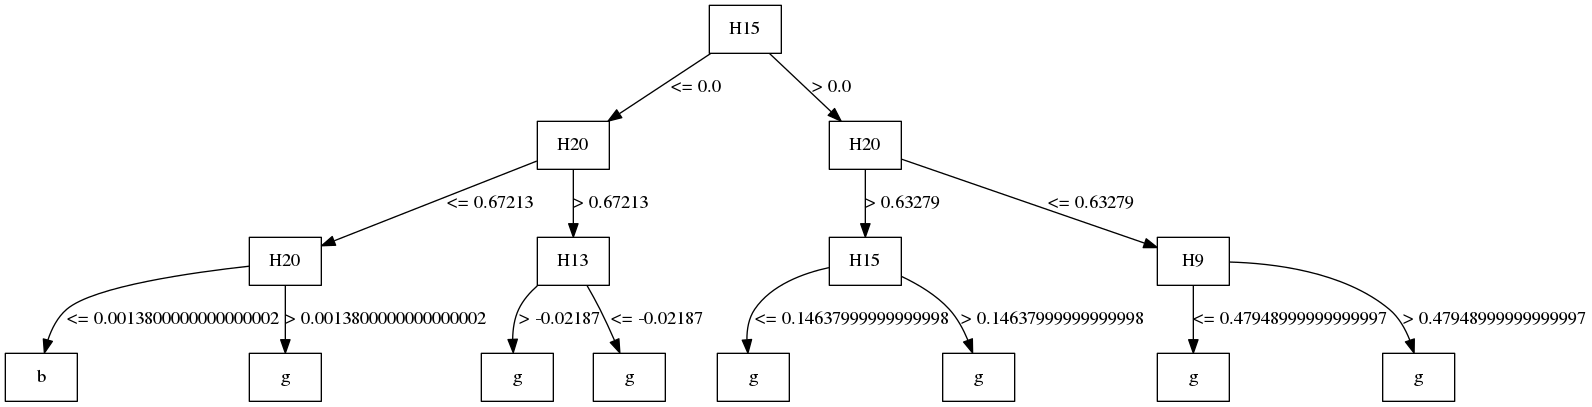 H15
<= 0.0
> 0.0
H20
H20
<= 0.67213
> 0.67213
> 0.63279
<= 0.63279
H20
H13
H15
H9
<= 0.0013800000000000002
> 0.0013800000000000002
> -0.02187
<= -0.02187
<= 0.14637999999999998
> 0.14637999999999998
<= 0.47948999999999997
> 0.47948999999999997
b
g
g
g
g
g
g
g